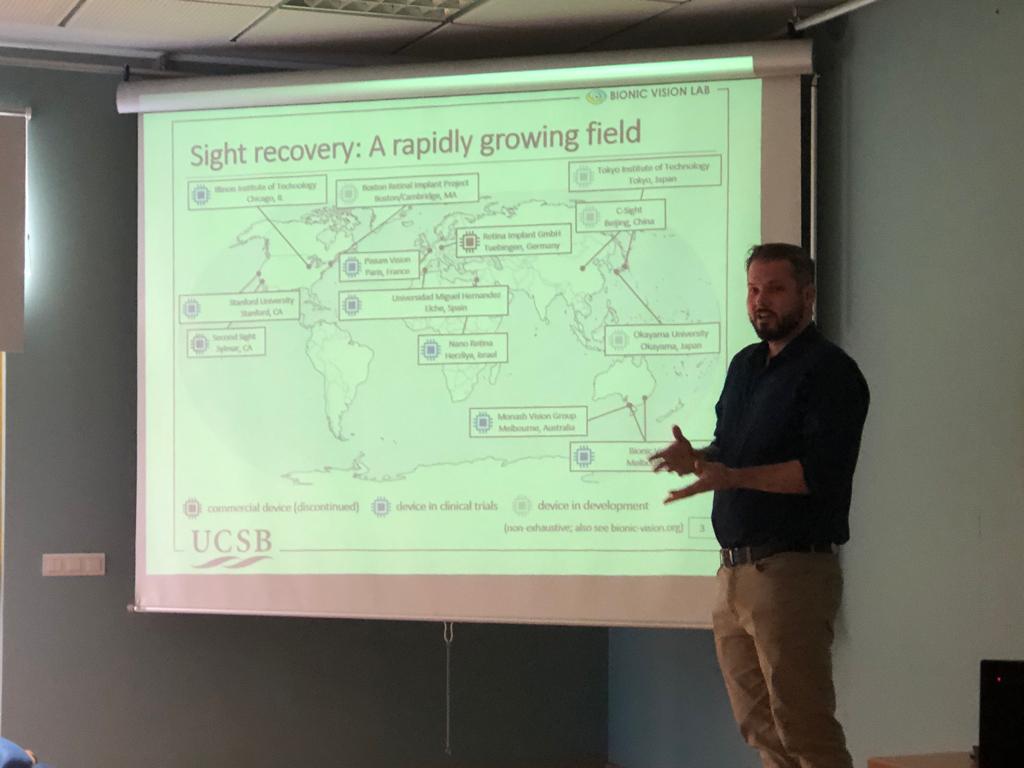 BIONIC VISION LAB
Sight recovery: A rapidly growing field
Illinois Institute of Technology
Chicago, IL
Boston Retinal Implant Project
Boston/Cambridge, MA
Tokyo Institute of Technology
Tokyo, Japan
C-Sight
Beijing, China
Retina Implant GmbH
Tuebingen, Germany
Pixium Vision
Paris, France
Stanford University
Stanford, CA
Universidad Miguel Hernandez
Elche, Spain
Second Sight
Sylmar, CA
Nano Retina
Herzliya, Israel
Okayama University
Okayama, Japan
Monash Vision Group
Melbourne, Australia
Bionic
commercial device (discontinued)
device in clinical trials
device in development
(non-exhaustive; also see bionic-vision.org)
3
UCSB